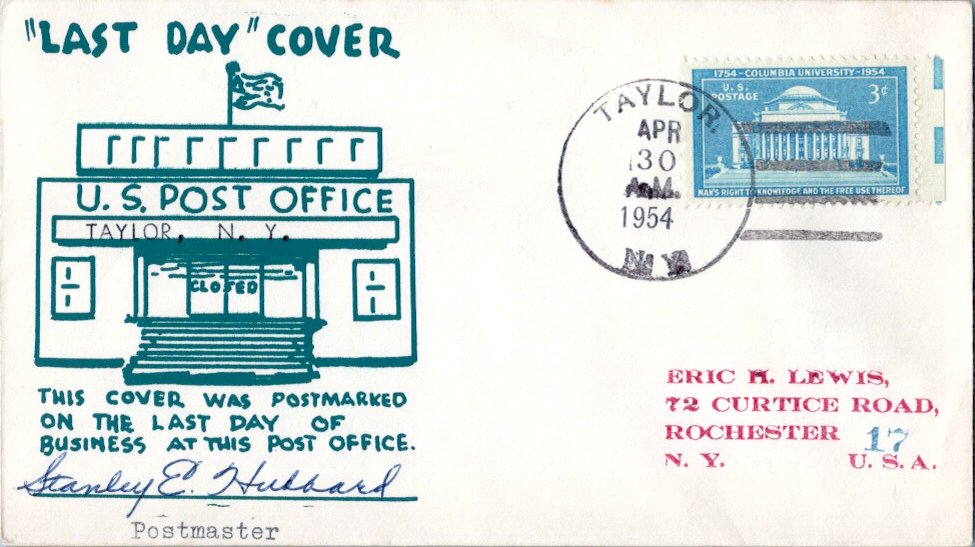 "LAST DAY" COVER
U.S. POST OFFICE
TAYLOR, N. Y.
CLOSED
THIS COVER WAS POSTMARKED
ON THE LAST DAY OF
BUSINESS AT THIS POST OFFICE.
Stanley E. Hubbard
Postmaster
TAYLOR,
APR
30
A.M.
1954
N.Y.
1754-COLUMBIA UNIVERSITY-1954
U.S.
POSTAGE
3¢
MAN'S RIGHT TO KNOWLEDGE AND THE FREE USE THEREOF
ERIC H. LEWIS,
72 CURTICE ROAD,
ROCHESTER 17
N. Y. U. S. A.